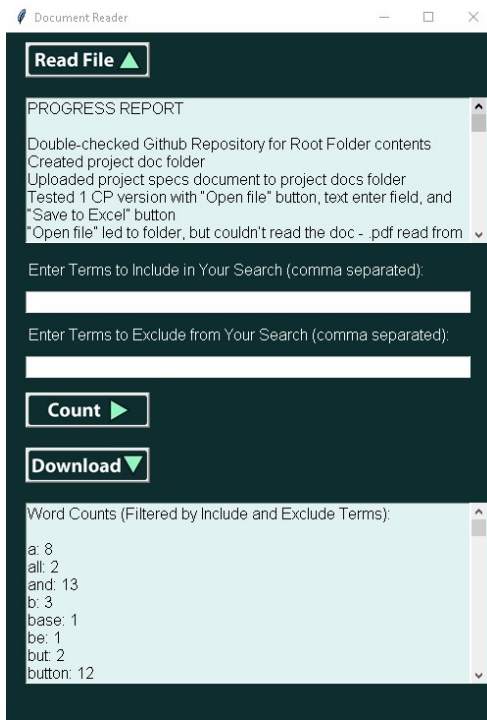 Document Reader
Read File
PROGRESS REPORT
Double-checked Github Repository for Root Folder contents
Created project doc folder
Uploaded project specs document to project docs folder
Tested 1 CP version with "Open file" button, text enter field, and
"Save to Excel" button
"Open file" led to folder, but couldn't read the doc - .pdf read from
Enter Terms to Include in Your Search (comma separated):
Enter Terms to Exclude from Your Search (comma separated):
Count
Download
Word Counts (Filtered by Include and Exclude Terms):
a: 8
all: 2
and: 13
b: 3
base: 1
be: 1
but: 2
button: 12